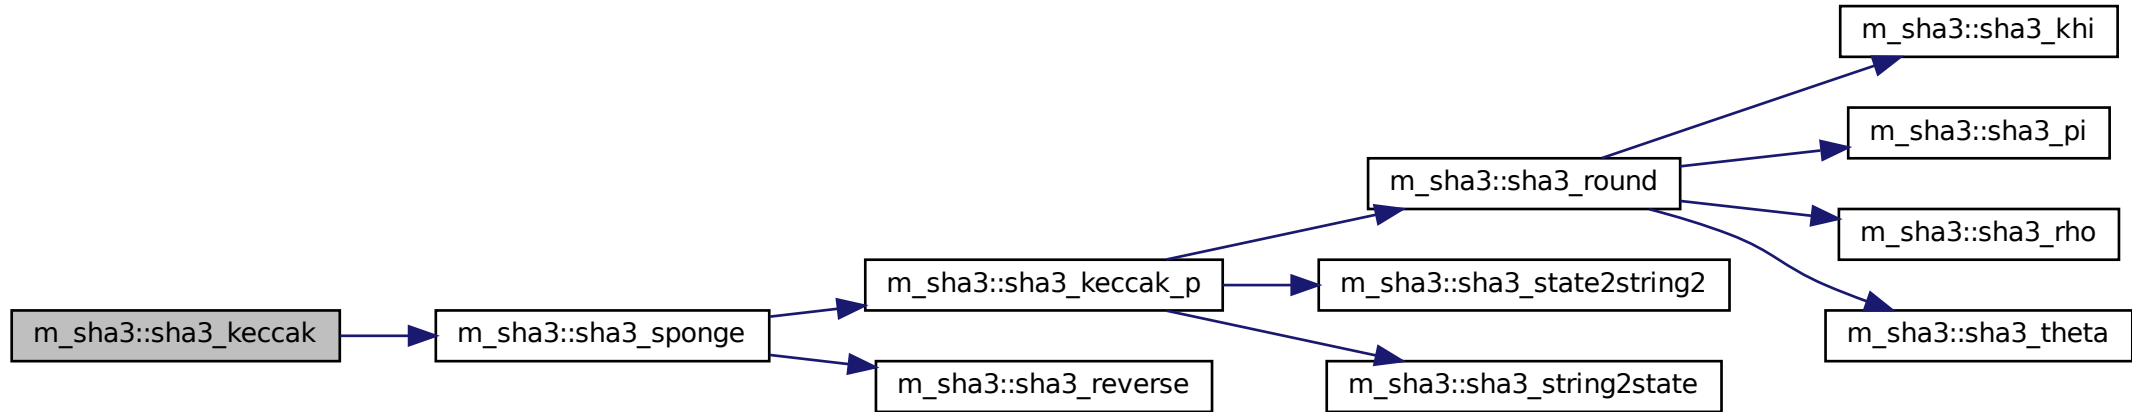 m_sha3::sha3_khi
m_sha3::sha3_pi
m_sha3::sha3_round
m_sha3::sha3_rho
m_sha3::sha3_keccak_p
m_sha3::sha3_state2string2
m_sha3::sha3_keccak
m_sha3::sha3_sponge
m_sha3::sha3_theta
m_sha3::sha3_reverse
m_sha3::sha3_string2state